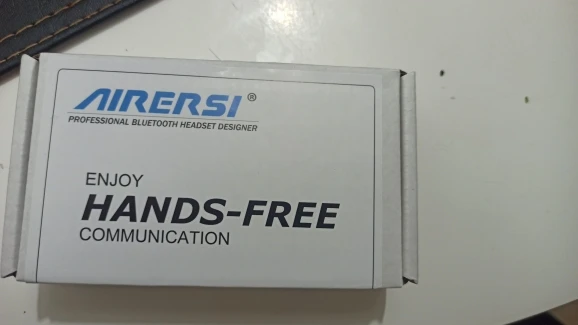 AIRERSI®
PROFESSIONAL BLUETOOTH HEADSET DESIGNER
ENJOY
HANDS-FREE
COMMUNICATION